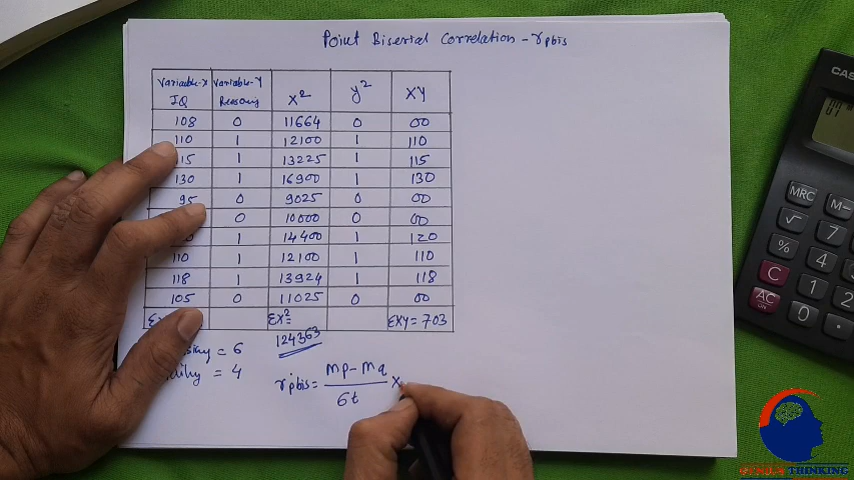 Point Biserial Correlation - rpbis
Variable-X Variable-Y X² y² XY
IQ Reasoing
108 0 11664 0 00
110 1 12100 1 110
115 1 13225 1 115
130 1 16900 1 130
95 0 9025 0 00
0 10000 0 00
1 14400 1 120
110 1 12100 1 110
118 1 13924 1 118
105 0 11025 0 00
ΣX² = ΣXY = 703
124363
= 6
= 4
rpbis = Mp - Mq X
6t
CAS
MRC M-
√ 7
% 4
C 1 2
AC 0
THINKING